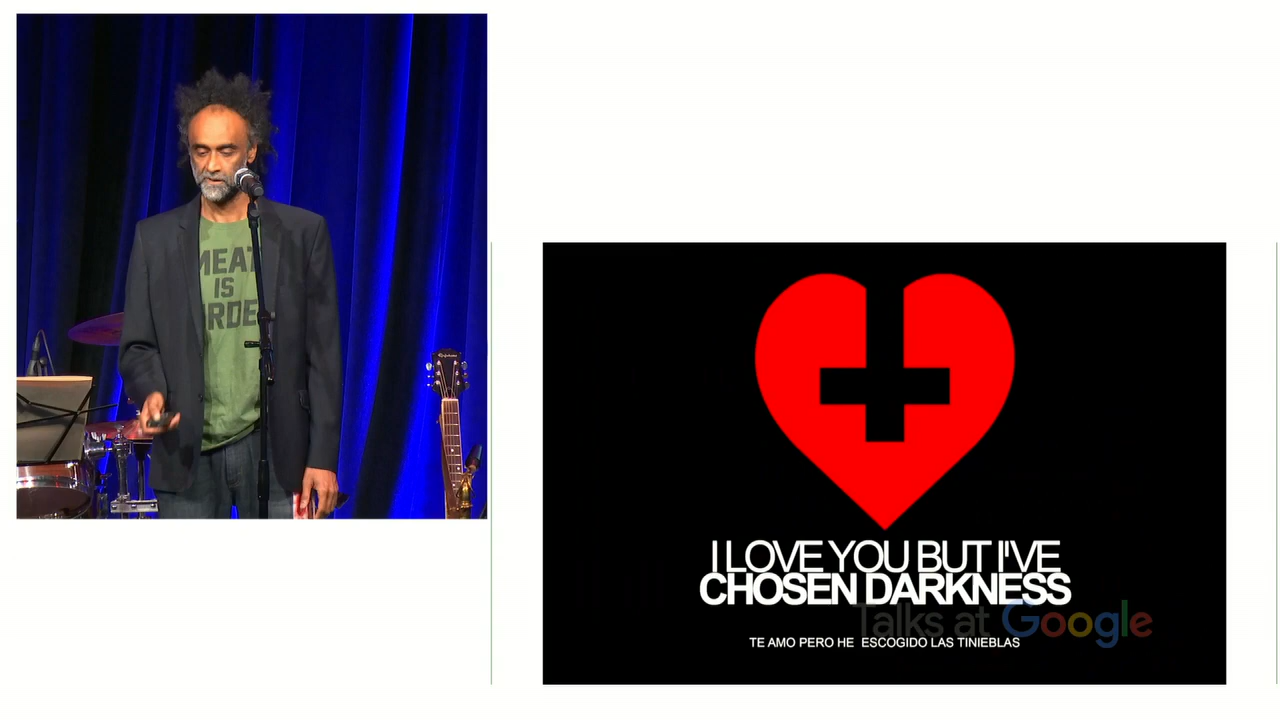 MEAT
IS
I LOVE YOU BUT I'VE
CHOSEN DARKNESS
Talks at Google
TE AMO PERO HE ESCOGIDO LAS TINIEBLAS